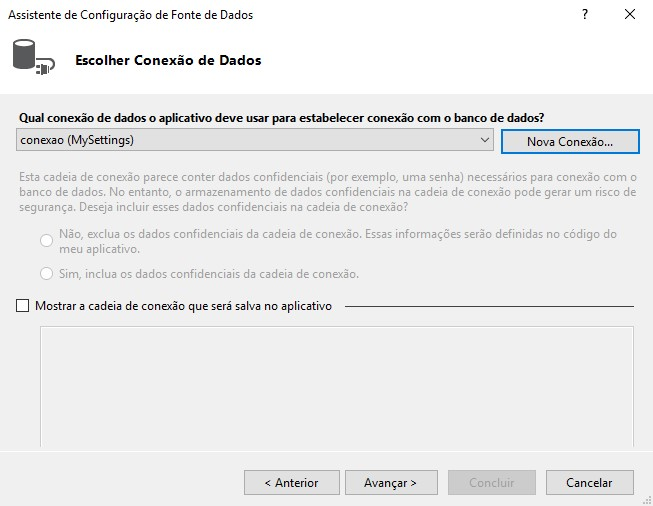 Assistente de Configuração de Fonte de Dados
?
Escolher Conexão de Dados
Qual conexão de dados o aplicativo deve usar para estabelecer conexão com o banco de dados?
conexao (MySettings)
Nova Conexão...
Esta cadeia de conexão parece conter dados confidenciais (por exemplo, uma senha) necessários para conexão com o
banco de dados. No entanto, o armazenamento de dados confidenciais na cadeia de conexão pode gerar um risco de
segurança. Deseja incluir esses dados confidenciais na cadeia de conexão?
Não, exclua os dados confidenciais da cadeia de conexão. Essas informações serão definidas no código do
meu aplicativo.
Sim, inclua os dados confidenciais da cadeia de conexão.
Mostrar a cadeia de conexão que será salva no aplicativo
< Anterior
Avançar >
Concluir
Cancelar